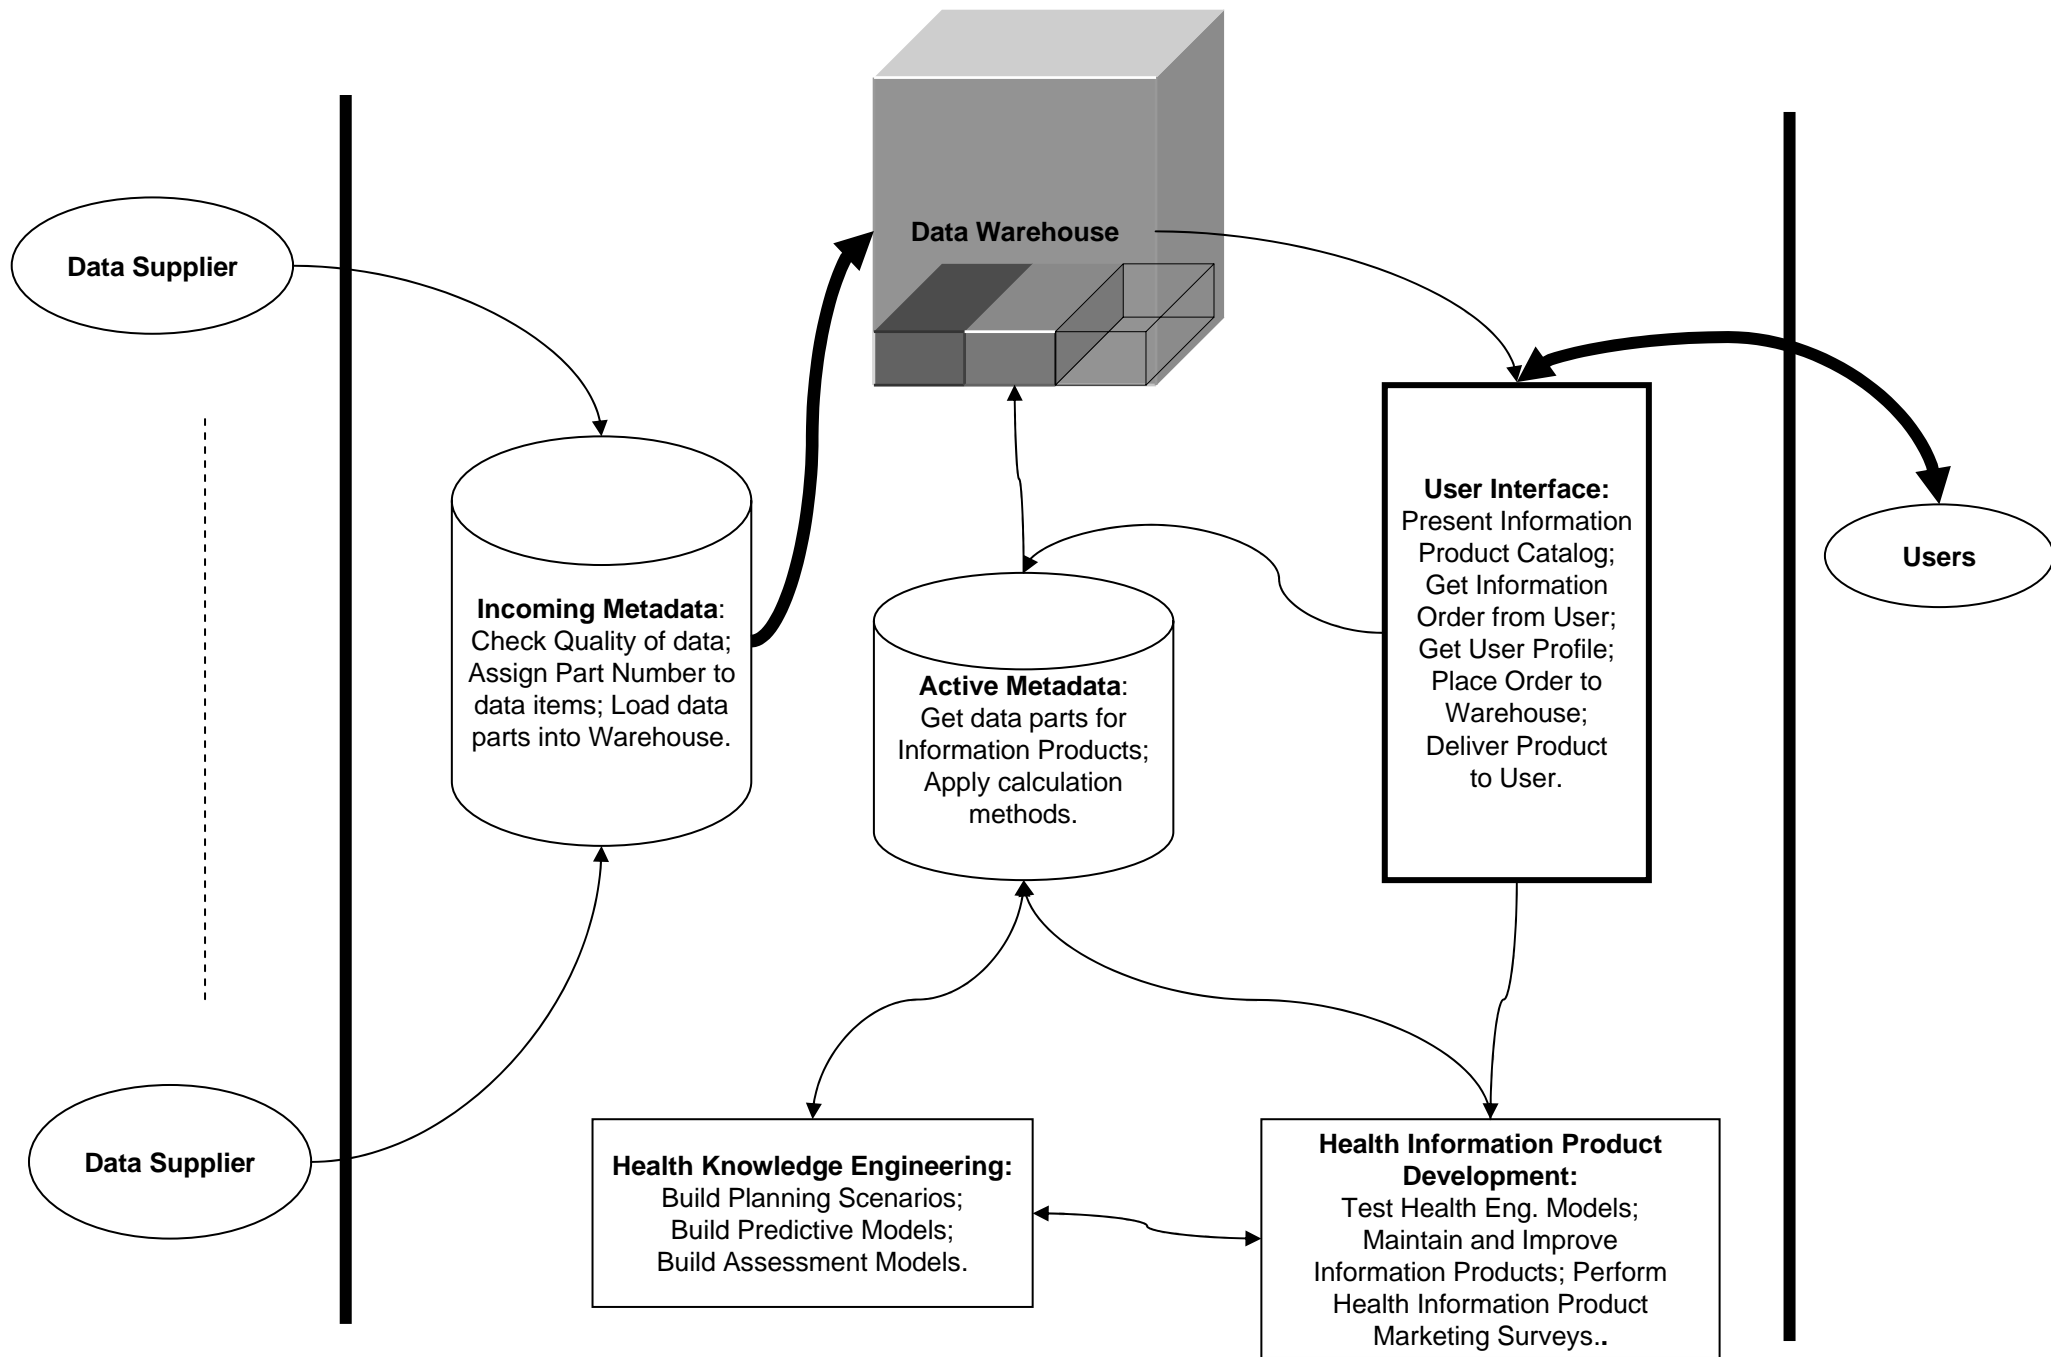 Data Warehouse
Data Supplier
Incoming Metadata:
Check Quality of data;
Assign Part Number to
data items; Load data
parts into Warehouse.
Active Metadata:
Get data parts for
Information Products;
Apply calculation
methods.
User Interface:
Present Information
Product Catalog;
Get Information
Order from User;
Get User Profile;
Place Order to
Warehouse;
Deliver Product
to User.
Users
Data Supplier
Health Knowledge Engineering:
Build Planning Scenarios;
Build Predictive Models;
Build Assessment Models.
Health Information Product
Development:
Test Health Eng. Models;
Maintain and Improve
Information Products; Perform
Health Information Product
Marketing Surveys..